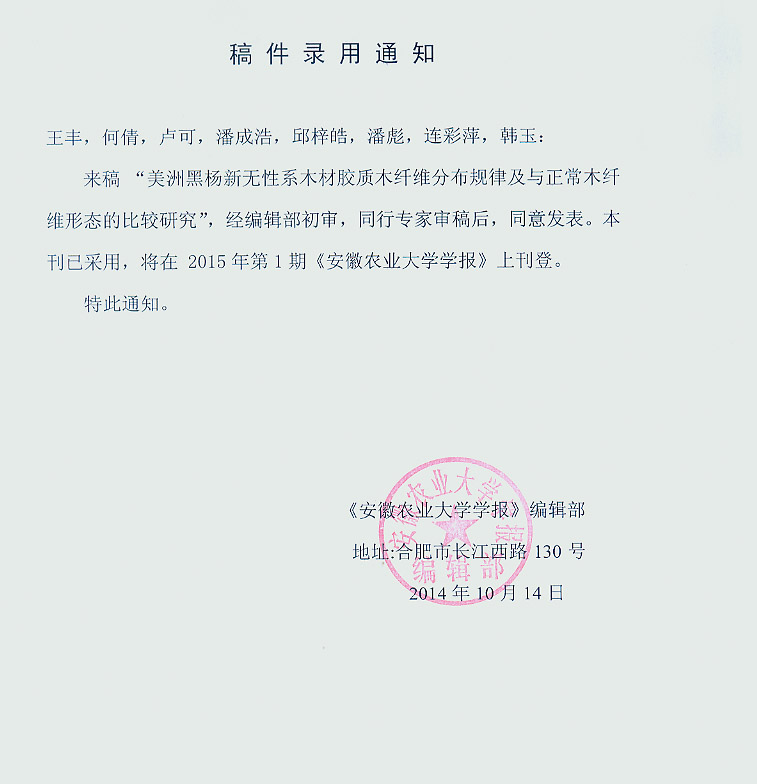 稿件录用通知
王丰，何倩，卢可，潘成浩，邱梓皓，潘彪，连彩萍，韩玉：
来稿 “美洲黑杨新无性系木材胶质木纤维分布规律及与正常木纤
维形态的比较研究”，经编辑部初审，同行专家审稿后，同意发表。本
刊已采用，将在 2015 年第 1 期《安徽农业大学学报》上刊登。
特此通知。
安徽农业大学学报
《安徽农业大学学报》编辑部
地址:合肥市长江西路 130 号
编辑部
2014 年 10 月 14 日